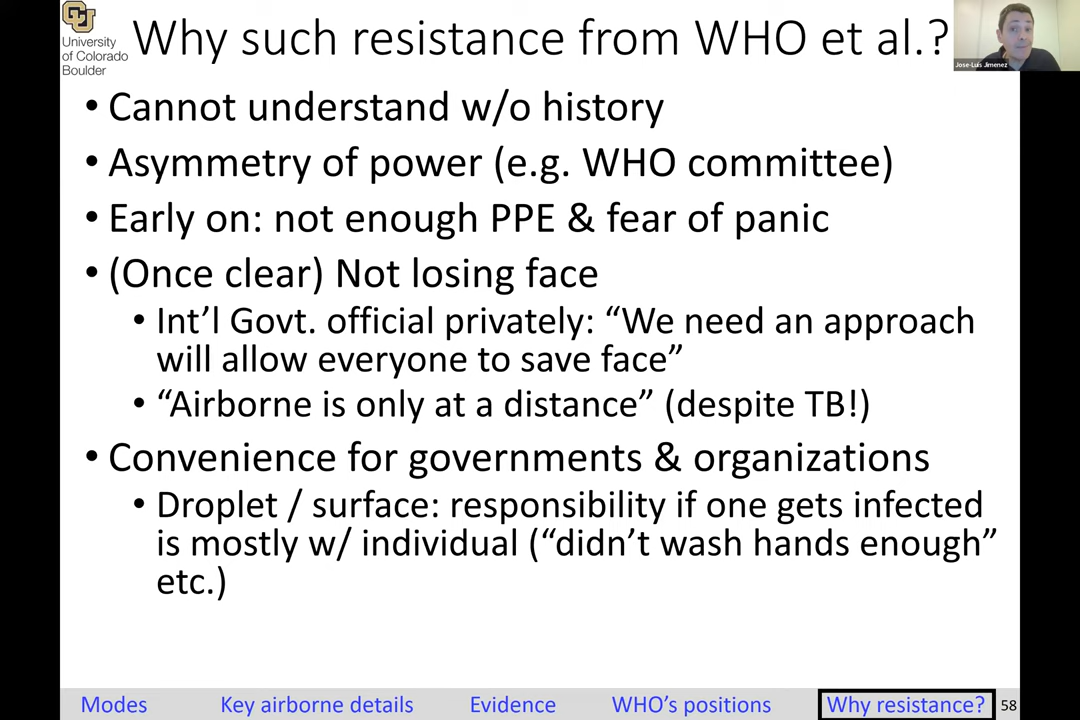 University
of Colorado
Boulder
Why such resistance from WHO et al.?
Jose-Luis Jimenez
• Cannot understand w/o history
• Asymmetry of power (e.g. WHO committee)
• Early on: not enough PPE & fear of panic
• (Once clear) Not losing face
• Int’l Govt. official privately: “We need an approach
will allow everyone to save face”
• “Airborne is only at a distance” (despite TB!)
• Convenience for governments & organizations
• Droplet / surface: responsibility if one gets infected
is mostly w/ individual (“didn’t wash hands enough”
etc.)
Modes Key airborne details Evidence WHO’s positions Why resistance? 58